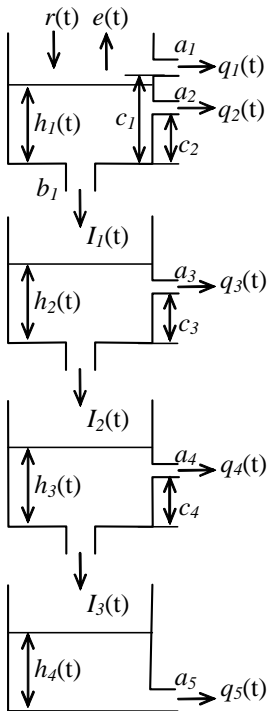 r(t) e(t)
a₁
q₁(t)
a₂
q₂(t)
h₁(t) c₁ c₂
b₁
I₁(t)
a₃
q₃(t)
h₂(t) c₃
I₂(t)
a₄
q₄(t)
h₃(t) c₄
I₃(t)
h₄(t) a₅
q₅(t)